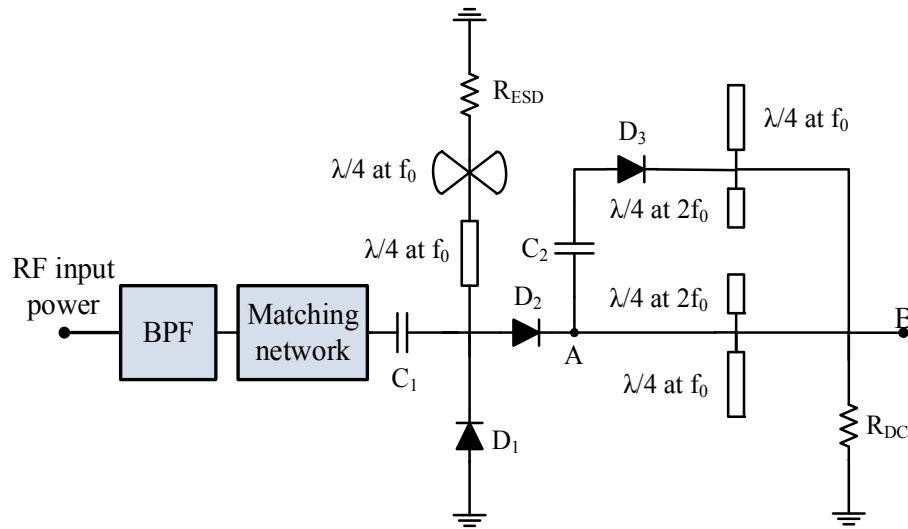 R_ESD
λ/4 at f₀
λ/4 at f₀
D₃
λ/4 at f₀
λ/4 at 2f₀
C₂
RF input
power
BPF
Matching
network
C₁
D₂
A
λ/4 at 2f₀
B
λ/4 at f₀
D₁
R_DC